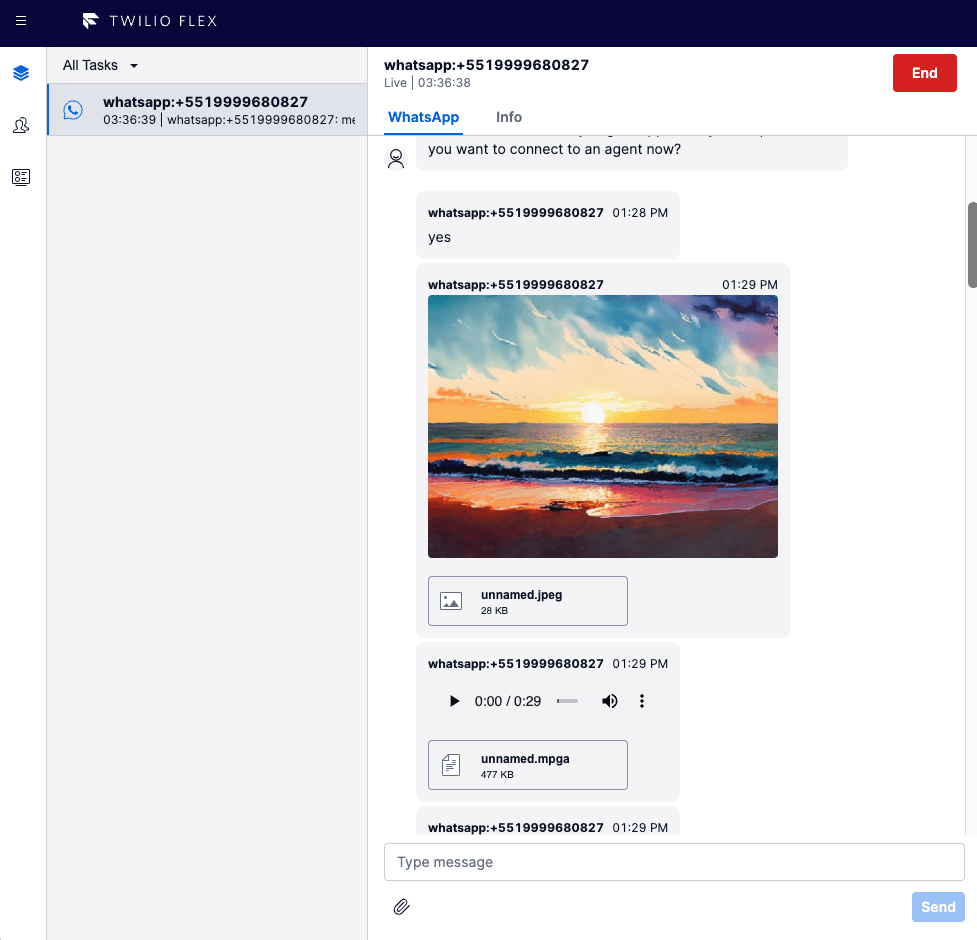 TWILIO FLEX
All Tasks
whatsapp:+5519999680827
03:36:39 | whatsapp:+5519999680827: me
whatsapp:+5519999680827
Live | 03:36:38
End
WhatsApp
Info
you want to connect to an agent now?
whatsapp:+5519999680827 01:28 PM
yes
whatsapp:+5519999680827 01:29 PM
unnamed.jpeg
28 KB
whatsapp:+5519999680827 01:29 PM
0:00 / 0:29
unnamed.mpga
477 KB
whatsapp:+5519999680827 01:29 PM
Type message
Send